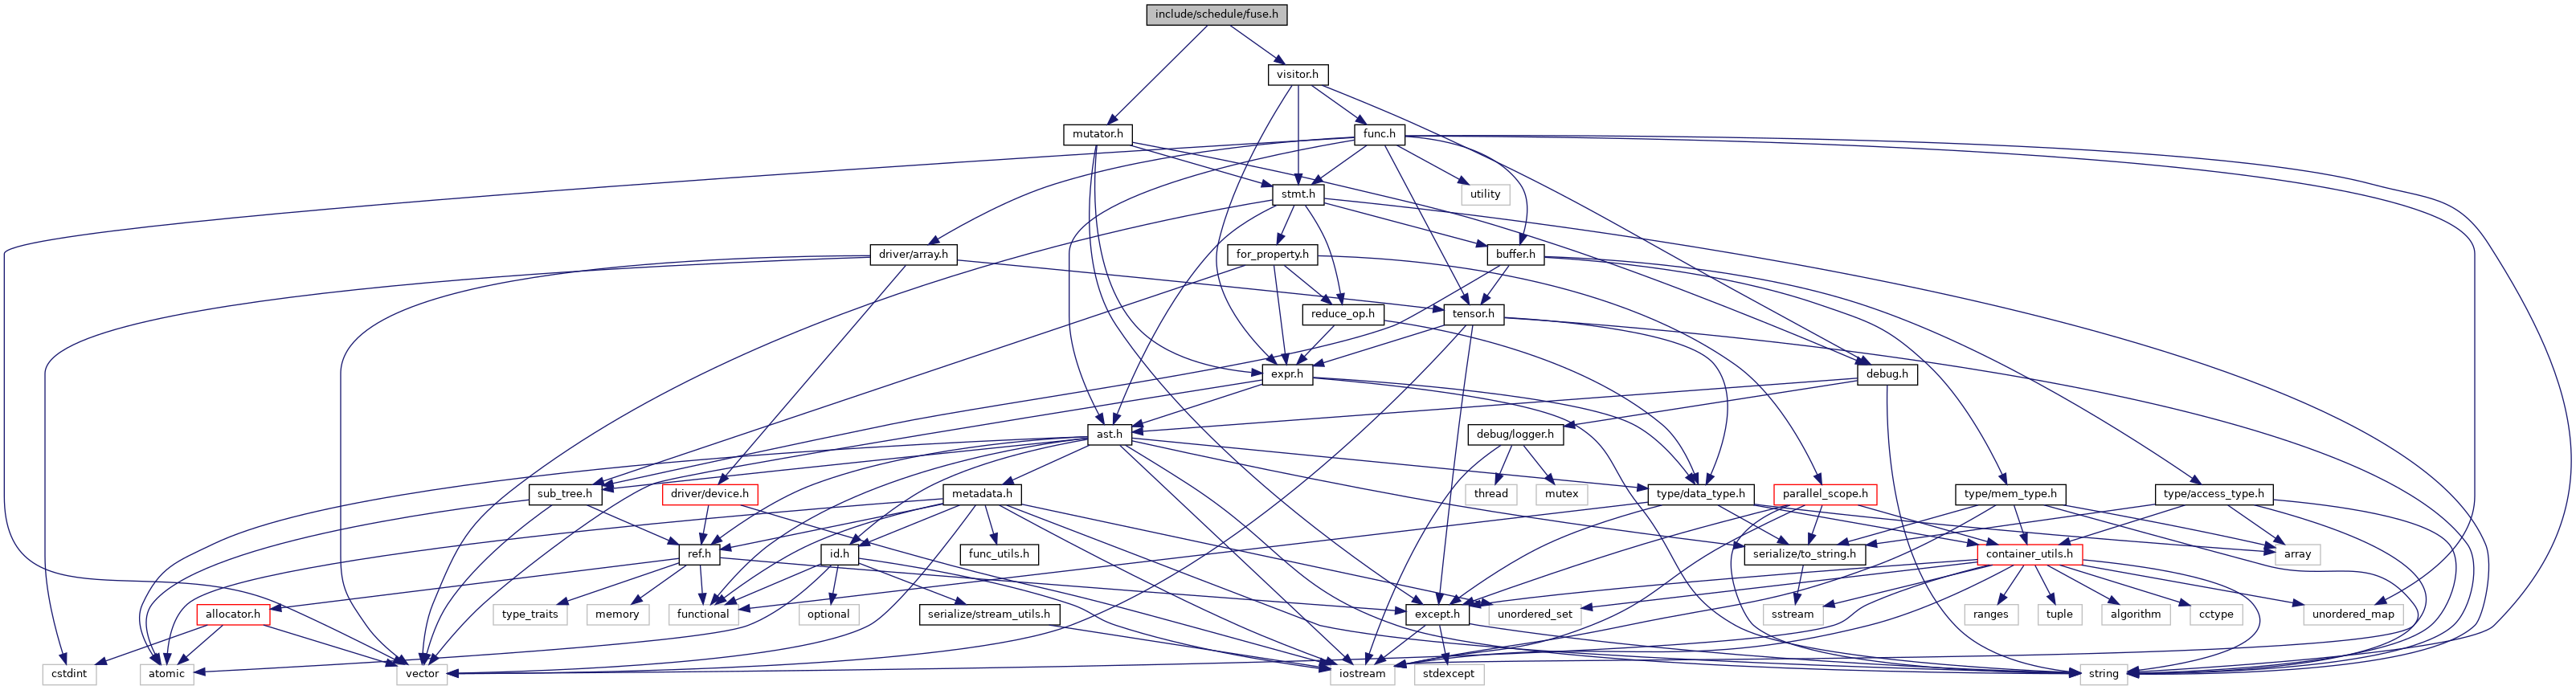 include/schedule/fuse.h
visitor.h
mutator.h
func.h
stmt.h
utility
driver/array.h
for_property.h
buffer.h
reduce_op.h
tensor.h
expr.h
debug.h
ast.h
debug/logger.h
sub_tree.h
driver/device.h
metadata.h
thread
mutex
type/data_type.h
parallel_scope.h
type/mem_type.h
type/access_type.h
ref.h
id.h
func_utils.h
serialize/to_string.h
container_utils.h
array
allocator.h
type_traits
memory
functional
optional
serialize/stream_utils.h
except.h
unordered_set
sstream
ranges
tuple
algorithm
cctype
unordered_map
cstdint
atomic
vector
iostream
stdexcept
string